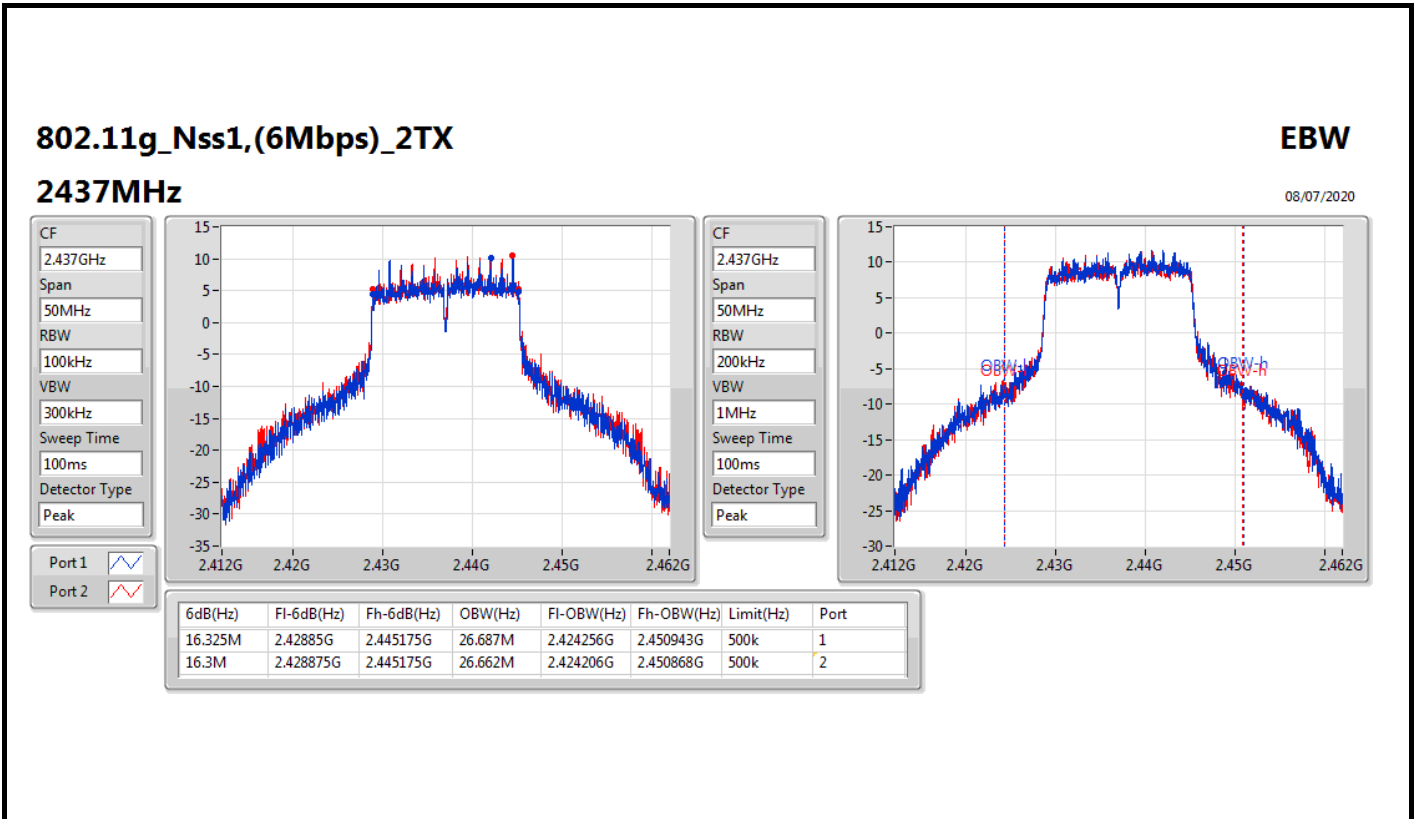 802.11g_Nss1,(6Mbps)_2TX
EBW
2437MHz
08/07/2020
CF
2.437GHz
Span
50MHz
RBW
100kHz
VBW
300kHz
Sweep Time
100ms
Detector Type
Peak
Port 1
Port 2
15
10
5
0
-5
-10
-15
-20
-25
-30
-35
2.412G 2.42G 2.43G 2.44G 2.45G 2.462G
CF
2.437GHz
Span
50MHz
RBW
200kHz
VBW
1MHz
Sweep Time
100ms
Detector Type
Peak
15
10
5
0
-5
-10
-15
-20
-25
-30
OBW-h
OBW-h
2.412G 2.42G 2.43G 2.44G 2.45G 2.462G
6dB(Hz) Fl-6dB(Hz) Fh-6dB(Hz) OBW(Hz) Fl-OBW(Hz) Fh-OBW(Hz) Limit(Hz) Port
16.325M 2.42885G 2.445175G 26.687M 2.424256G 2.450943G 500k 1
16.3M 2.428875G 2.445175G 26.662M 2.424206G 2.450868G 500k 2